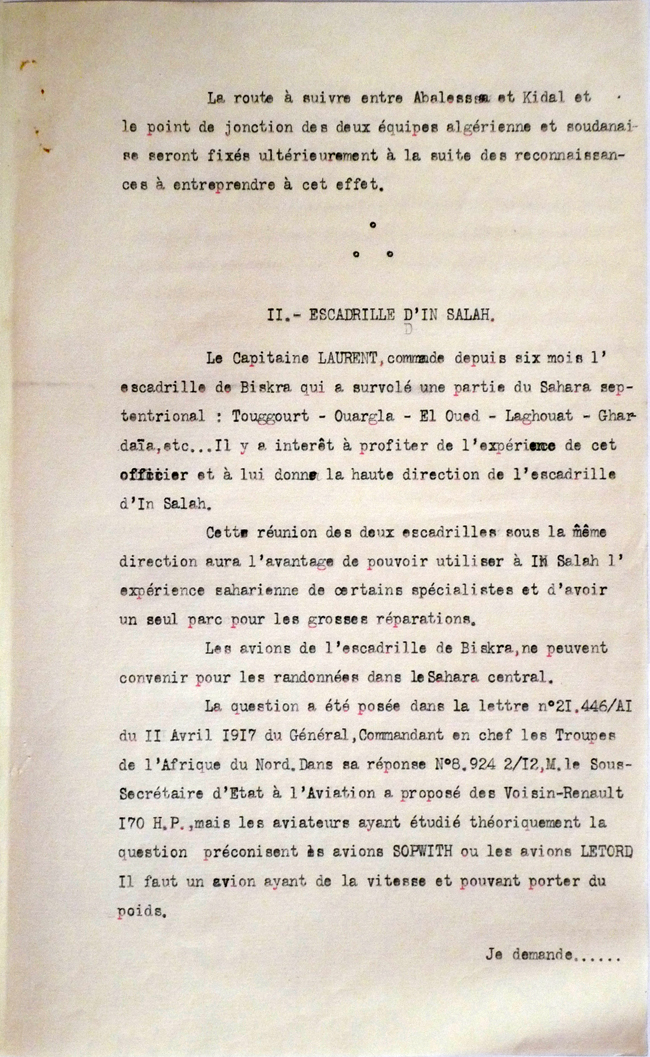 La route à suivre entre Abalessa et Kidal et
le point de jonction des deux équipes algérienne et soudanai-
se seront fixés ultérieurement à la suite des reconnaissan-
ces à entreprendre à cet effet.
II.- ESCADRILLE D'IN SALAH.
Le Capitaine LAURENT,commande depuis six mois l'
escadrille de Biskra qui a survolé une partie du Sahara sep-
tentrional : Touggourt - Ouargla - El Oued - Laghouat - Ghar-
daïa,etc...Il y a interêt à profiter de l'expérience de cet
officier et à lui donne la haute direction de l'escadrille
d'In Salah.
Cette réunion des deux escadrilles sous la même
direction aura l'avantage de pouvoir utiliser à IN Salah l'
expérience saharienne de certains spécialistes et d'avoir
un seul parc pour les grosses réparations.
Les avions de l'escadrille de Biskra,ne peuvent
convenir pour les randonnées dans le Sahara central.
La question a été posée dans la lettre n°2I.446/AI
du II Avril I9I7 du Général,Commandant en chef les Troupes
de l'Afrique du Nord.Dans sa réponse N°8.924 2/I2,M.le Sous-
Secrétaire d'Etat à l'Aviation a proposé des Voisin-Renault
I70 H.P.,mais les aviateurs ayant étudié théoriquement la
question préconisent les avions SOPWITH ou les avions LETORD
Il faut un avion ayant de la vitesse et pouvant porter du
poids.
Je demande......